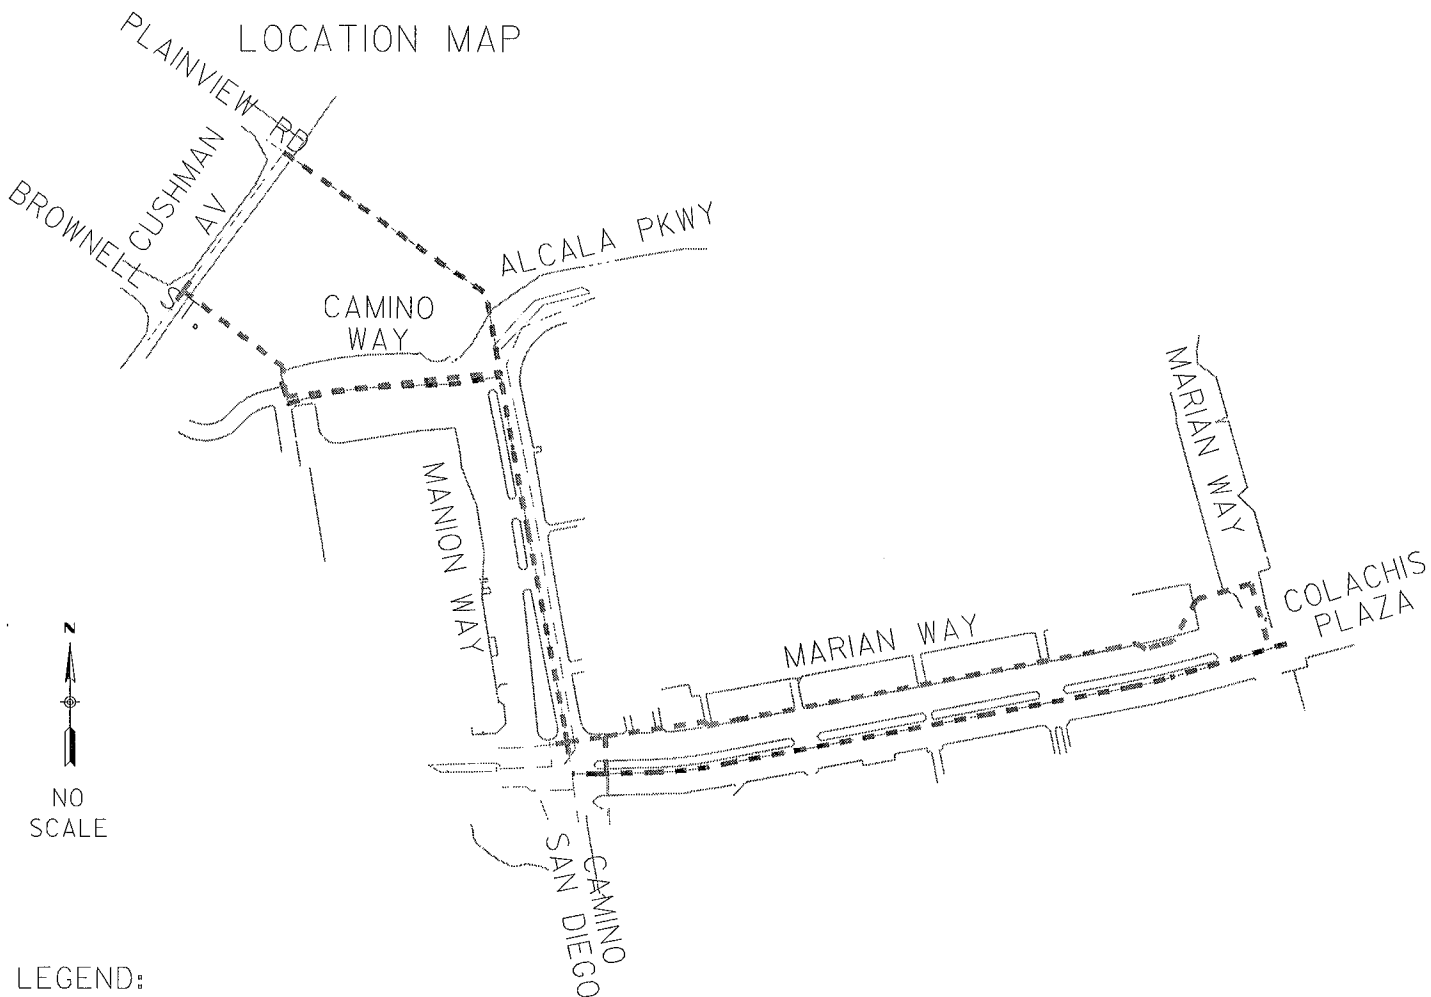 LOCATION MAP
PLAINVIEW RD
CUSHMAN
AV
BROWNELL S
ALCALA PKWY
CAMINO
WAY
MARIAN WAY
MANION WAY
COLACHIS
PLAZA
MARIAN WAY
N
NO
SCALE
CAMINO
SAN DIEGO
LEGEND: